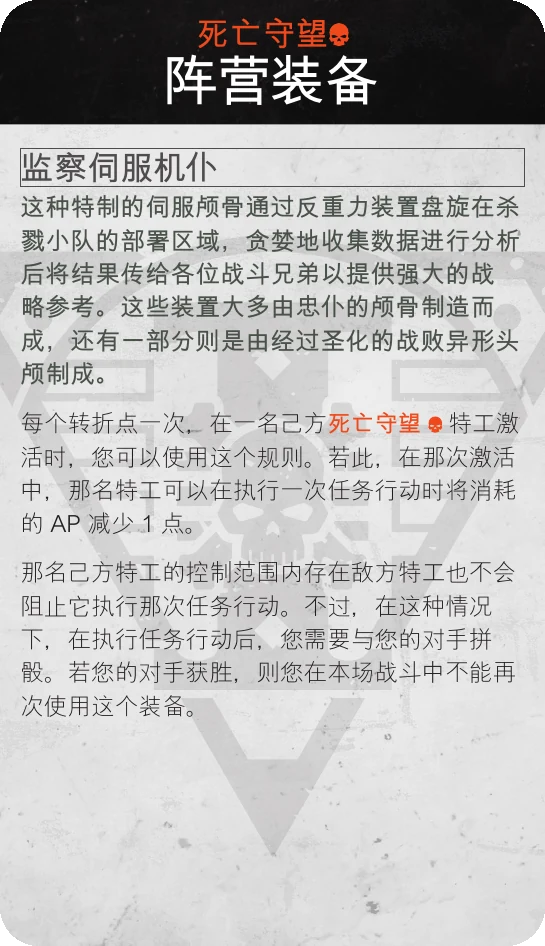 死亡守望
阵营装备
监察伺服机仆
这种特制的伺服颅骨通过反重力装置盘旋在杀
戮小队的部署区域，贪婪地收集数据进行分析
后将结果传给各位战斗兄弟以提供强大的战
略参考。这些装置大多由忠仆的颅骨制造而
成，还有一部分则是由经过圣化的战败异形头
颅制成。
每个转折点一次，在一名己方死亡守望特工激
活时，您可以使用这个规则。若此，在那次激活
中，那名特工可以在执行一次任务行动时将消耗
的 AP 减少 1 点。
那名己方特工的控制范围内存在敌方特工也不会
阻止它执行那次任务行动。不过，在这种情况
下，在执行任务行动后，您需要与您的对手拼
骰。若您的对手获胜，则您在本场战斗中不能再
次使用这个装备。